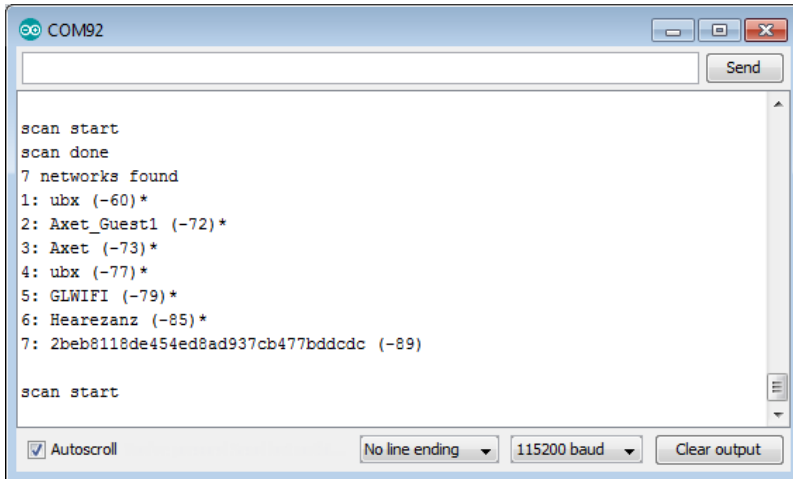 COM92
Send
scan start
scan done
7 networks found
1: ubx (-60)*
2: Axet_Guest1 (-72)*
3: Axet (-73)*
4: ubx (-77)*
5: GLWIFI (-79)*
6: Hearezanz (-85)*
7: 2beb8118de454ed8ad937cb477bddcdc (-89)
scan start
Autoscroll No line ending 115200 baud Clear output